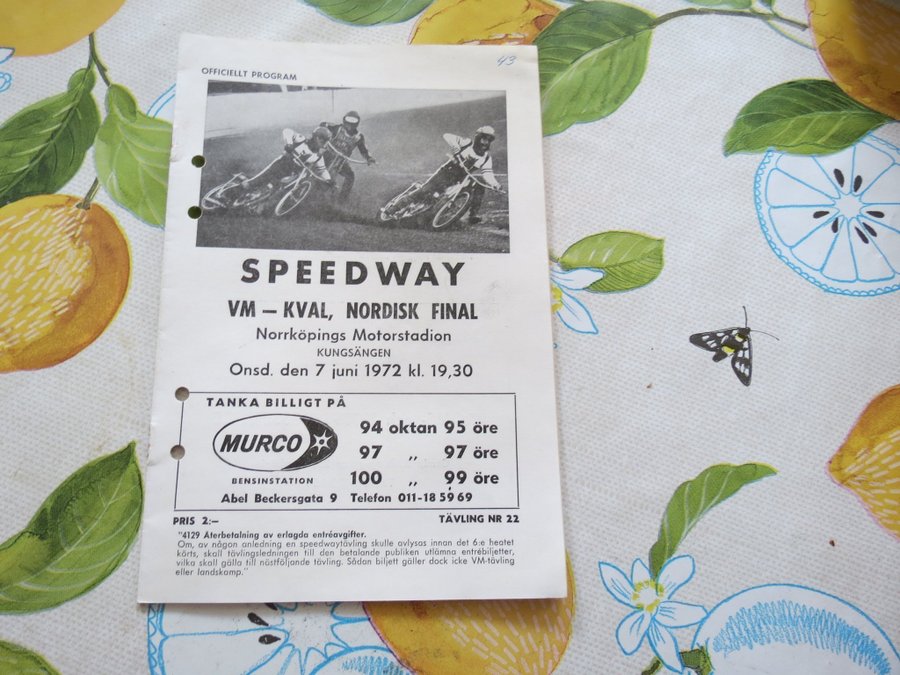 43
OFFICIELLT PROGRAM
SPEEDWAY
VM – KVAL, NORDISK FINAL
Norrköpings Motorstadion
KUNGSÄNGEN
Onsd. den 7 juni 1972 kl. 19,30
TANKA BILLIGT PÅ
MURCO
BENSINSTATION
94 oktan 95 öre
97 „ 97 öre
100 „ 99 öre
Abel Beckersgata 9 Telefon 011-18 59 69
PRIS 2:– TÄVLING NR 22
"4129 Återbetalning av erlagda entréavgifter.
Om, av någon anledning en speedwaytävling skulle avlysas innan det 6:e heatet
körts, skall tävlingsledningen till den betalande publiken utlämna entrébiljetter,
vilka skall gälla till nästföljande tävling. Sådan biljett gäller dock icke VM-tävling
eller landskamp."